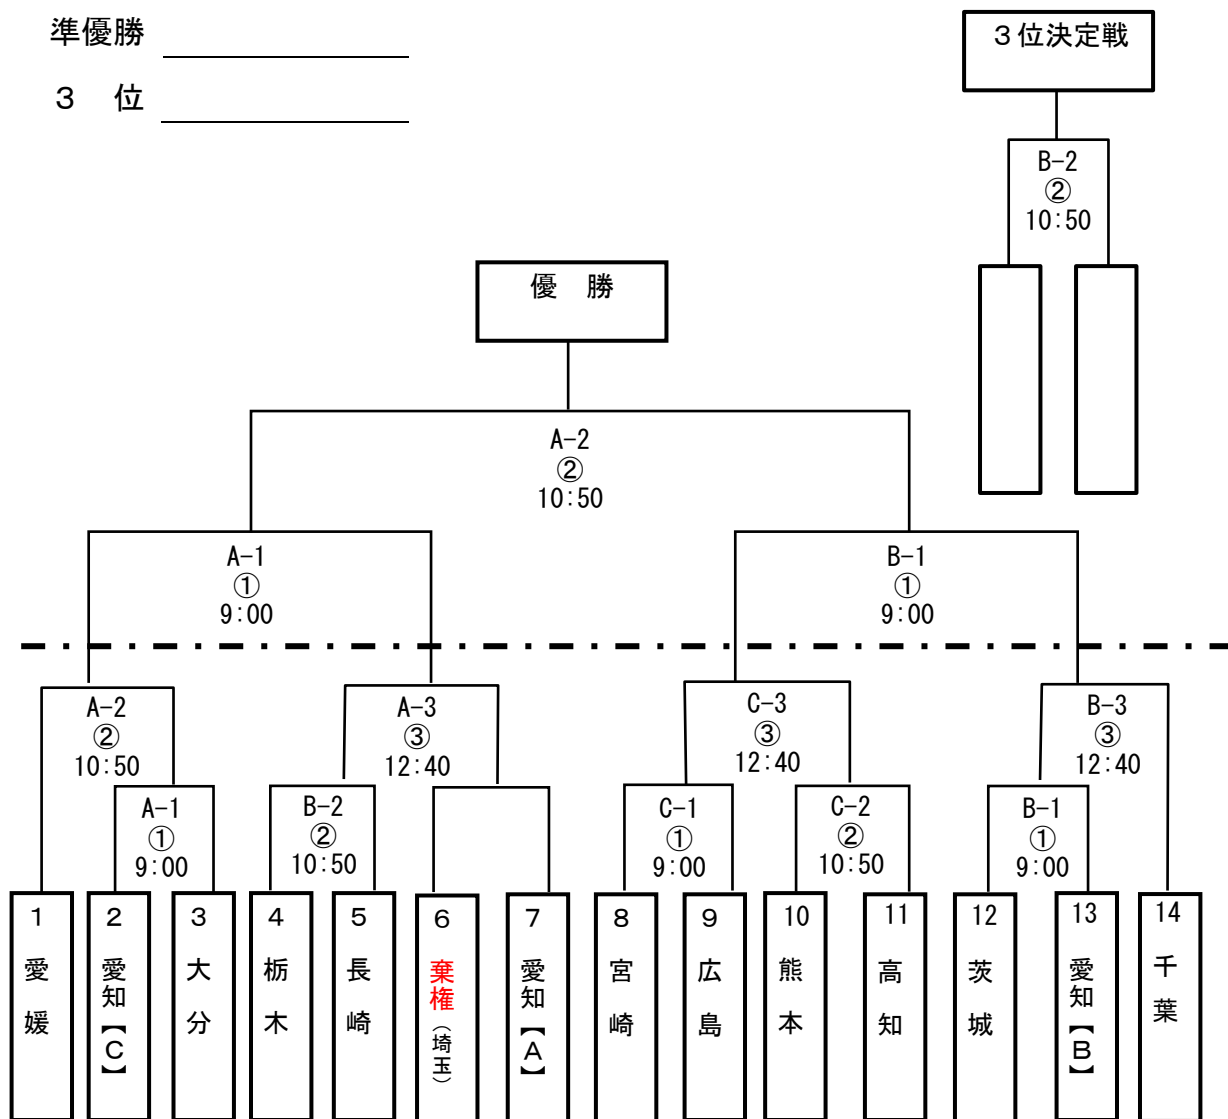 準優勝
３　位
３位決定戦
B-2
②
10:50
優　勝
A-2
②
10:50
A-1
①
9:00
B-1
①
9:00
A-2
②
10:50
A-3
③
12:40
C-3
③
12:40
B-3
③
12:40
A-1
①
9:00
B-2
②
10:50
C-1
①
9:00
C-2
②
10:50
B-1
①
9:00
1
愛媛
2
愛知【C】
3
大分
4
栃木
5
長崎
6
棄権（埼玉）
7
愛知【A】
8
宮崎
9
広島
10
熊本
11
高知
12
茨城
13
愛知【B】
14
千葉